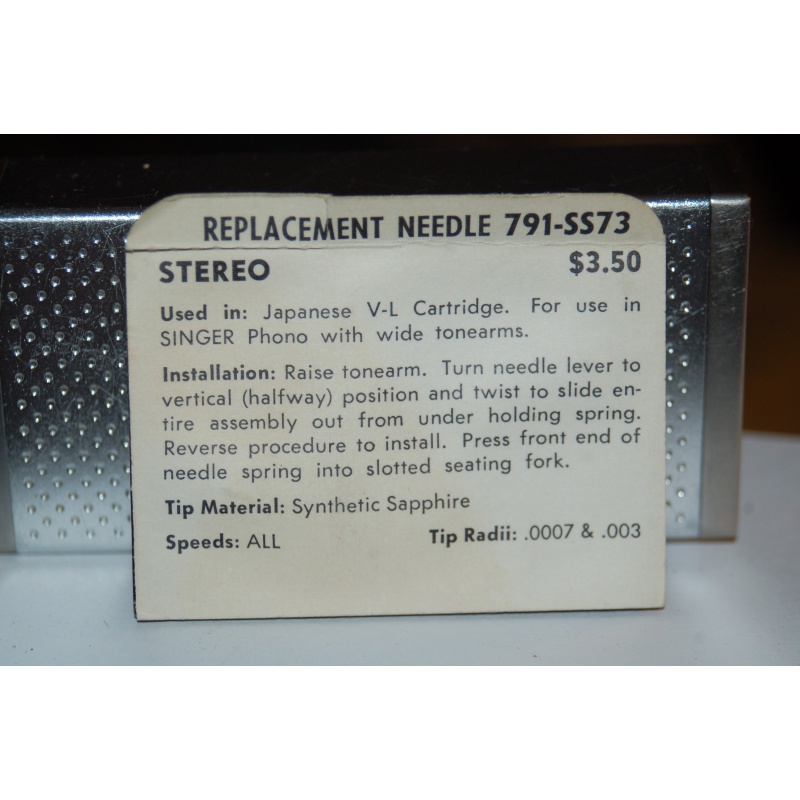 REPLACEMENT NEEDLE 791-SS73
STEREO $3.50
Used in: Japanese V-L Cartridge. For use in
SINGER Phono with wide tonearms.
Installation: Raise tonearm. Turn needle lever to
vertical (halfway) position and twist to slide en-
tire assembly out from under holding spring.
Reverse procedure to install. Press front end of
needle spring into slotted seating fork.
Tip Material: Synthetic Sapphire
Speeds: ALL Tip Radii: .0007 & .003